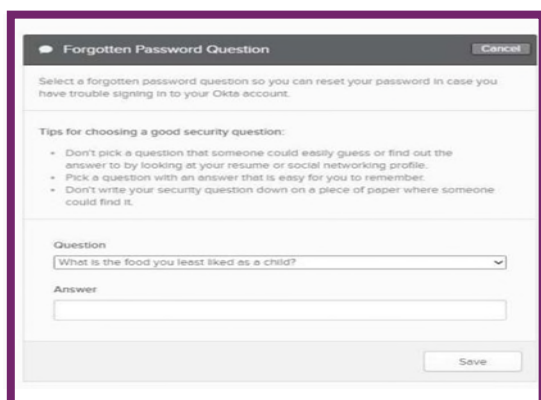 Forgotten Password Question
Cancel
Select a forgotten password question so you can reset your password in case you
have trouble signing in to your Okta account.
Tips for choosing a good security question:
• Don't pick a question that someone could easily guess or find out the
answer to by looking at your resume or social networking profile.
• Pick a question with an answer that is easy for you to remember.
• Don't write your security question down on a piece of paper where someone
could find it.
Question
What is the food you least liked as a child?
Answer
Save